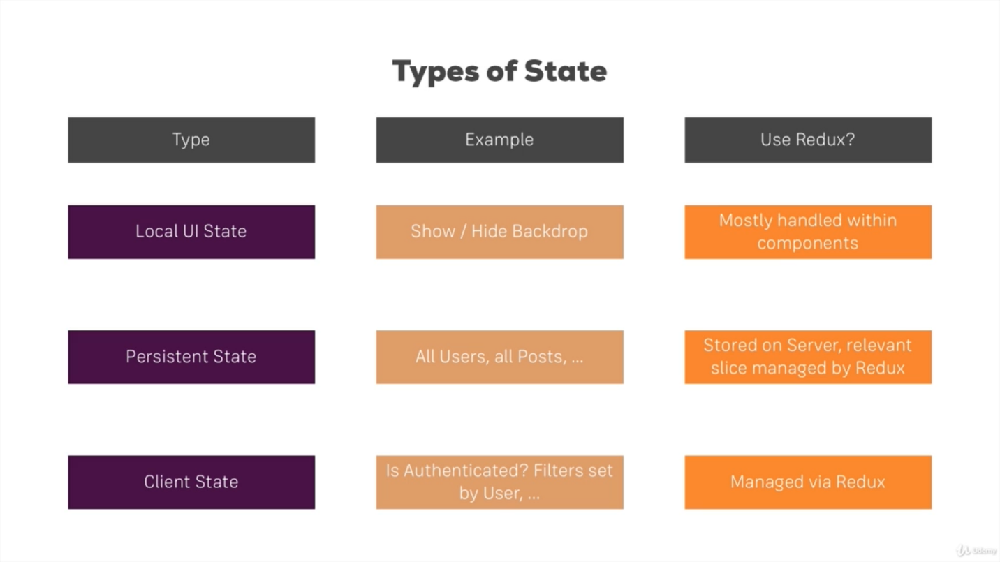 Types of State
Type
Example
Use Redux?
Local UI State
Show / Hide Backdrop
Mostly handled within
components
Persistent State
All Users, all Posts, ...
Stored on Server, relevant
slice managed by Redux
Client State
Is Authenticated? Filters set
by User, ...
Managed via Redux
Udemy